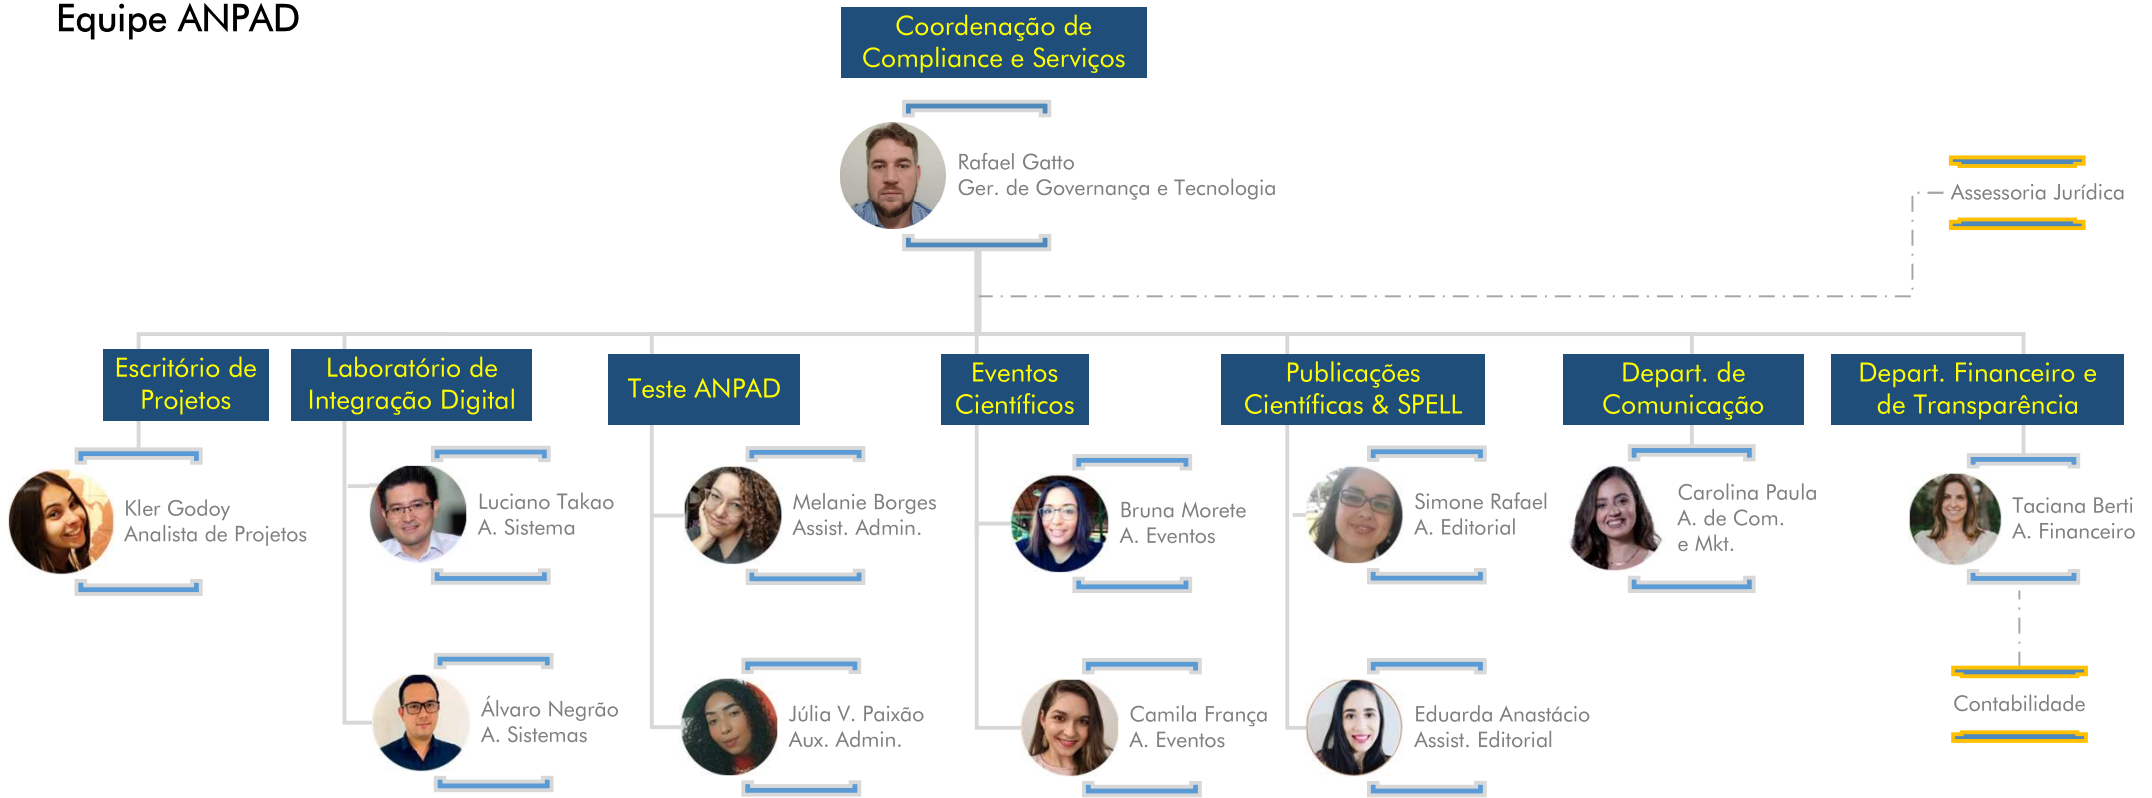 Equipe ANPAD
Coordenação de
Compliance e Serviços
Rafael Gatto
Ger. de Governança e Tecnologia
Assessoria Jurídica
Escritório de
Projetos
Laboratório de
Integração Digital
Teste ANPAD
Eventos
Científicos
Publicações
Científicas & SPELL
Depart. de
Comunicação
Depart. Financeiro e
de Transparência
Kler Godoy
Analista de Projetos
Luciano Takao
A. Sistema
Melanie Borges
Assist. Admin.
Bruna Morete
A. Eventos
Simone Rafael
A. Editorial
Carolina Paula
A. de Com.
e Mkt.
Taciana Berti
A. Financeiro
Álvaro Negrão
A. Sistemas
Júlia V. Paixão
Aux. Admin.
Camila França
A. Eventos
Eduarda Anastácio
Assist. Editorial
Contabilidade